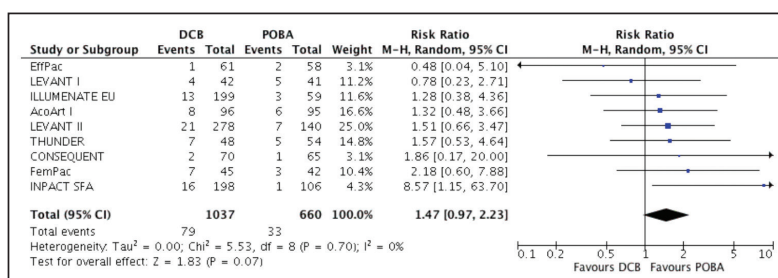 DCB POBA Risk Ratio Risk Ratio
Study or Subgroup Events Total Events Total Weight M-H, Random, 95% CI M-H, Random, 95% CI
EffPac 1 61 2 58 3.1% 0.48 [0.04, 5.10]
LEVANT I 4 42 5 41 11.2% 0.78 [0.23, 2.71]
ILLUMENATE EU 13 199 3 59 11.6% 1.28 [0.38, 4.36]
AcoArt I 8 96 6 95 16.5% 1.32 [0.48, 3.66]
LEVANT II 21 278 7 140 25.0% 1.51 [0.66, 3.47]
THUNDER 7 48 5 54 14.8% 1.57 [0.53, 4.64]
CONSEQUENT 2 70 1 65 3.1% 1.86 [0.17, 20.00]
FemPac 7 45 3 42 10.4% 2.18 [0.60, 7.88]
INPACT SFA 16 198 1 106 4.3% 8.57 [1.15, 63.70]
Total (95% CI) 1037 660 100.0% 1.47 [0.97, 2.23]
Total events 79 33
Heterogeneity: Tau² = 0.00; Chi² = 5.53, df = 8 (P = 0.70); I² = 0%
Test for overall effect: Z = 1.83 (P = 0.07)
0.1 0.2 0.5 1 2 5 10
Favours DCB Favours POBA